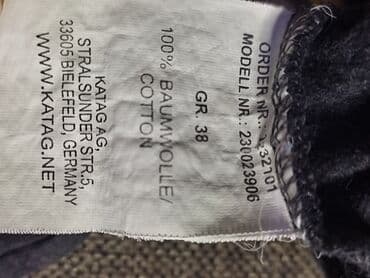 ORDER NR.: 32101
MODELL NR.: 230023906
GR. 38
100% BAUMWOLLE/
COTTON
KATAG AG,
STRALSUNDER STR.5,
33605 BIELEFELD, GERMANY
WWW.KATAG.NET